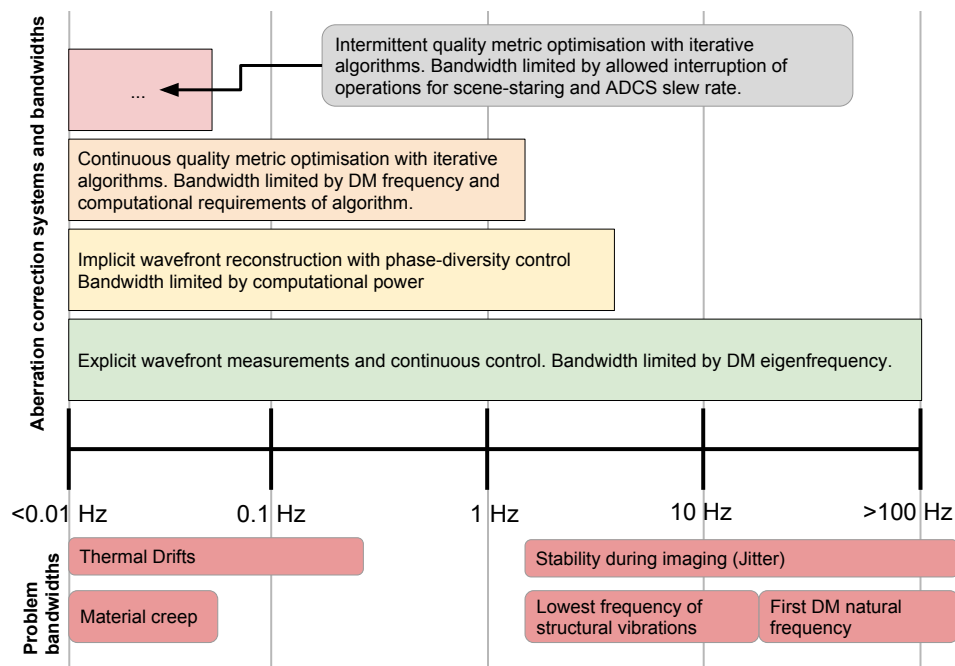 Aberration correction systems and bandwidths
Intermittent quality metric optimisation with iterative
algorithms. Bandwidth limited by allowed interruption of
operations for scene-staring and ADCS slew rate.
...
Continuous quality metric optimisation with iterative
algorithms. Bandwidth limited by DM frequency and
computational requirements of algorithm.
Implicit wavefront reconstruction with phase-diversity control
Bandwidth limited by computational power
Explicit wavefront measurements and continuous control. Bandwidth limited by DM eigenfrequency.
<0.01 Hz
0.1 Hz
1 Hz
10 Hz
>100 Hz
Problem
bandwidths
Thermal Drifts
Stability during imaging (Jitter)
Material creep
Lowest frequency of
structural vibrations
First DM natural
frequency